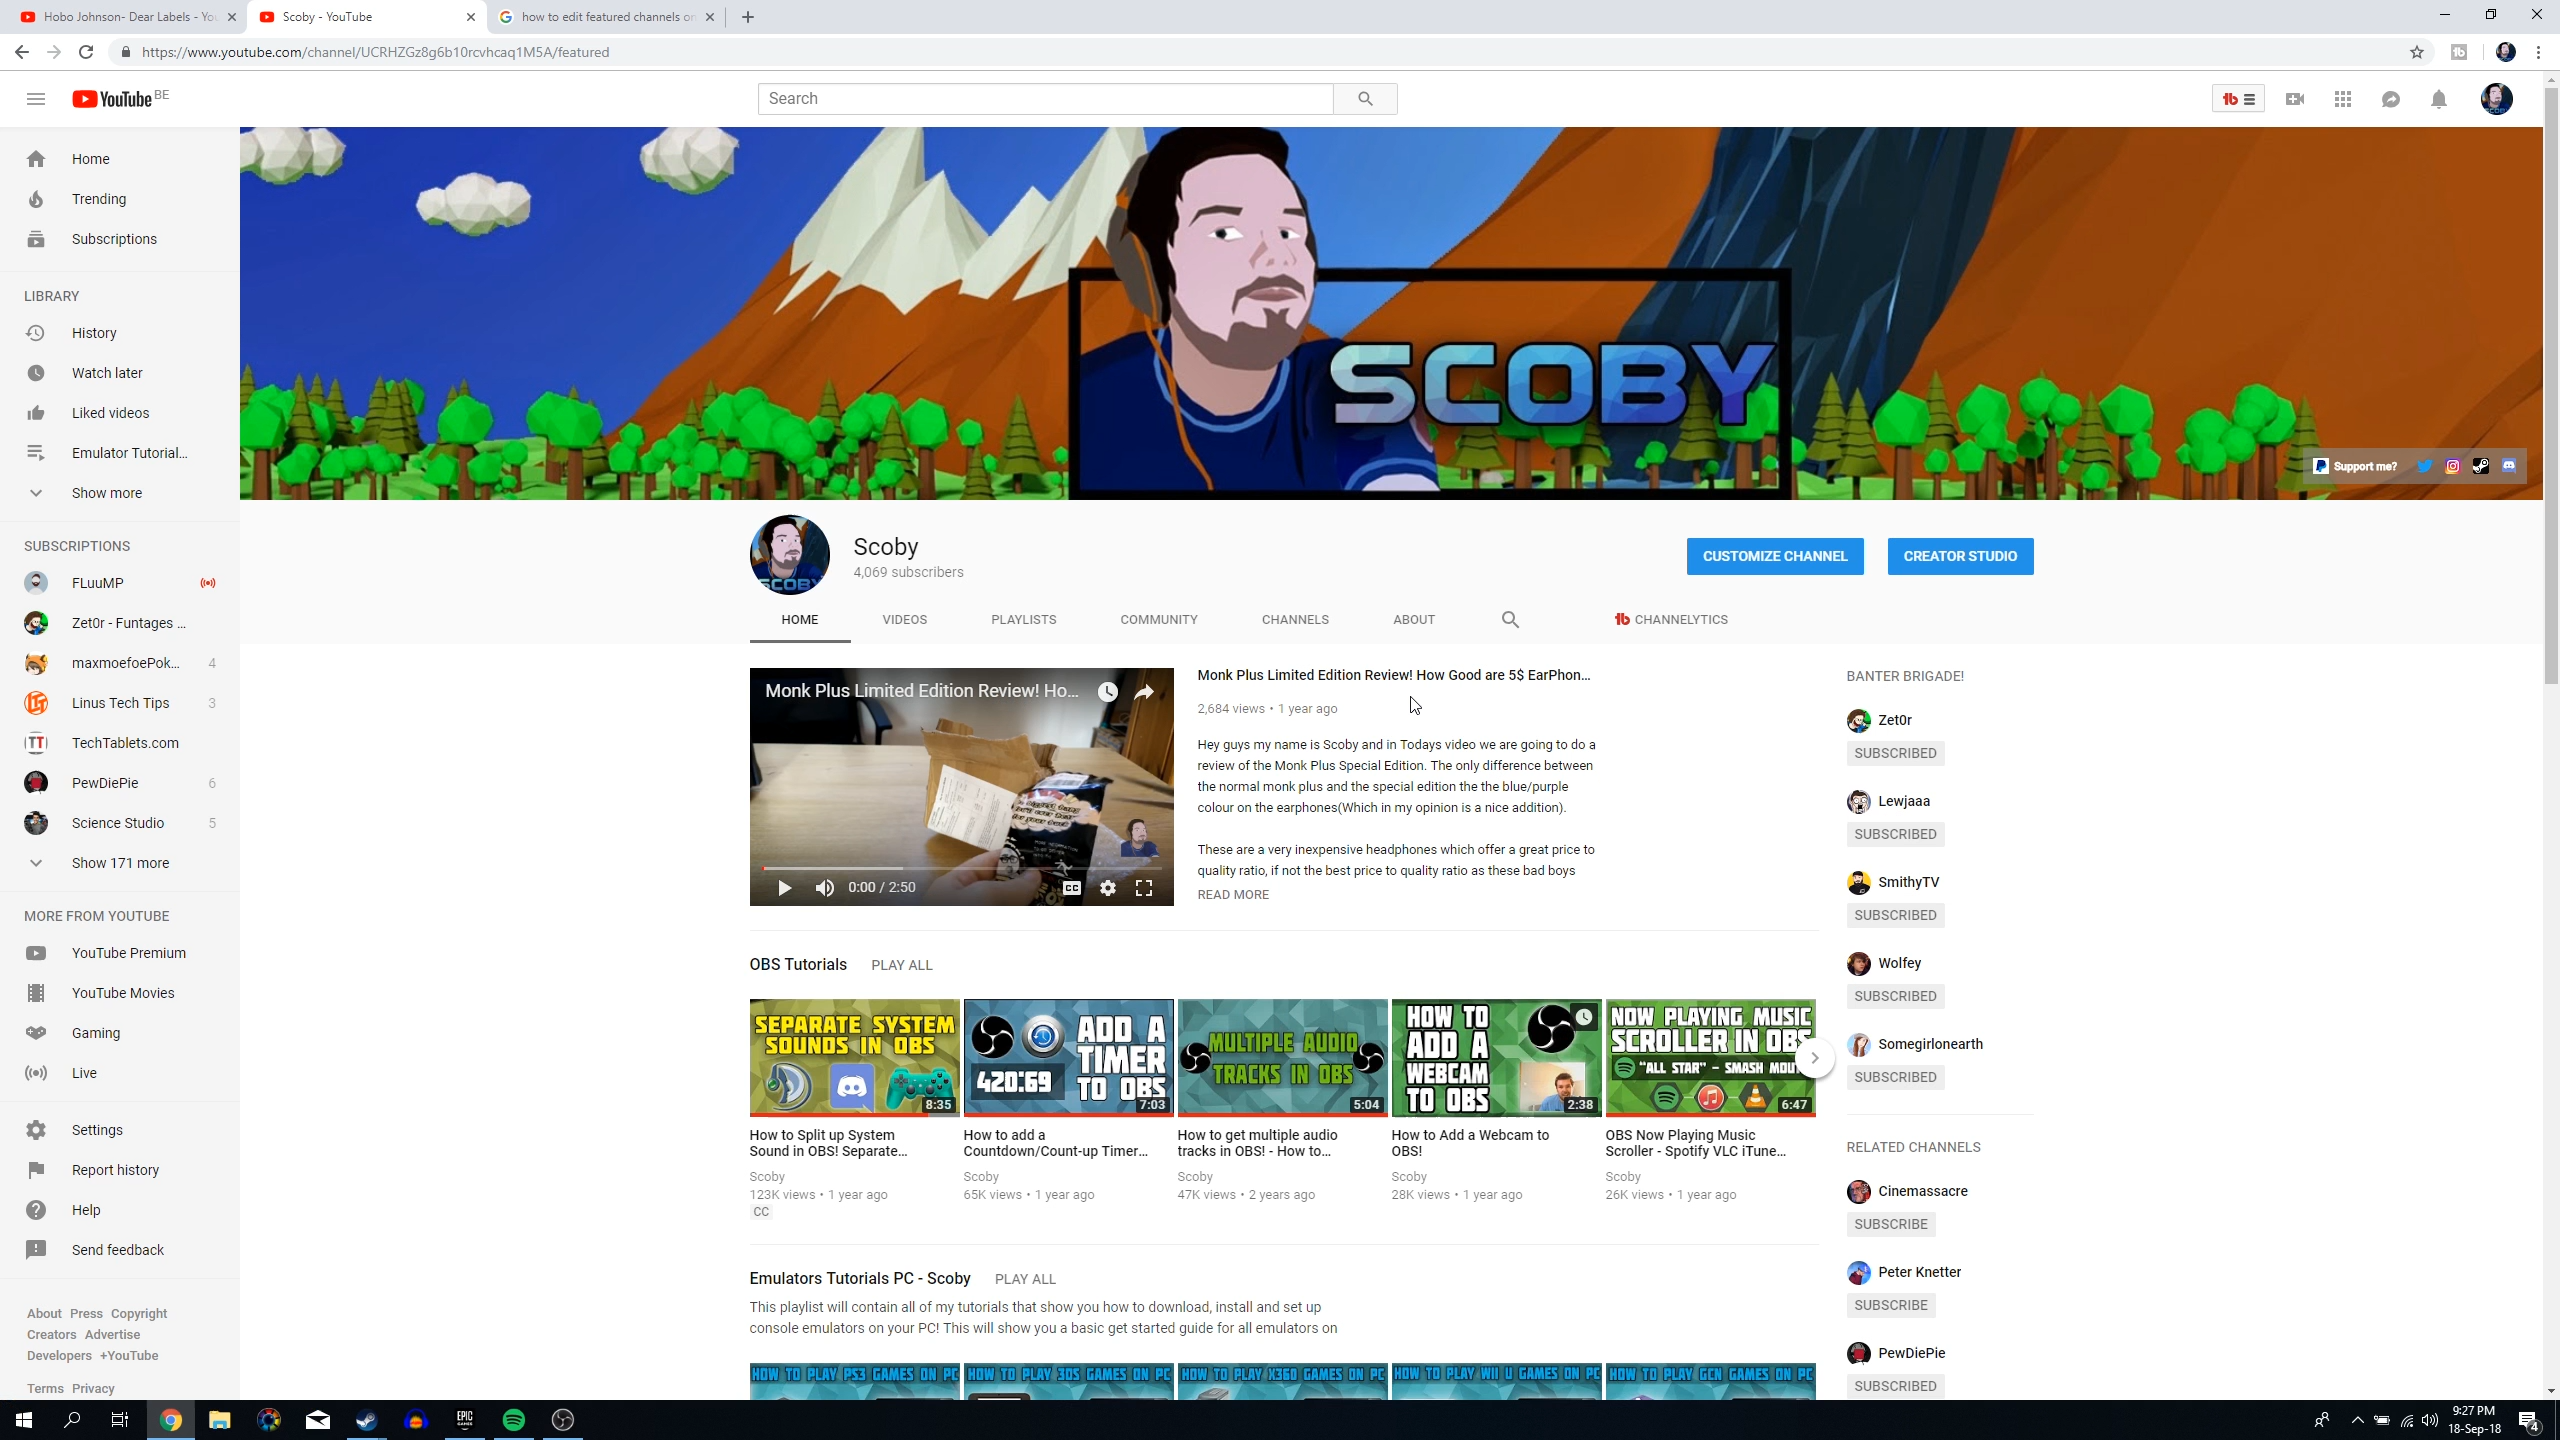 Hobo Johnson- Dear Labels - You
Scoby - YouTube
how to edit featured channels on
https://www.youtube.com/channel/UCRHZGz8g6b10rcvhcaq1M5A/featured
YouTube BE
Search
Home
Trending
Subscriptions
LIBRARY
History
Watch later
Liked videos
Emulator Tutorial...
Show more
SUBSCRIPTIONS
FLuuMP
Zet0r - Funtages ...
maxmoefoePok... 4
Linus Tech Tips 3
TechTablets.com
PewDiePie 6
Science Studio 5
Show 171 more
MORE FROM YOUTUBE
YouTube Premium
YouTube Movies
Gaming
Live
Settings
Report history
Help
Send feedback
About Press Copyright
Creators Advertise
Developers +YouTube
Terms Privacy
SCOBY
Support me?
Scoby
4,069 subscribers
CUSTOMIZE CHANNEL
CREATOR STUDIO
HOME VIDEOS PLAYLISTS COMMUNITY CHANNELS ABOUT CHANNELYTICS
Monk Plus Limited Edition Review! Ho...
0:00 / 2:50
Monk Plus Limited Edition Review! How Good are 5$ EarPhon...
2,684 views • 1 year ago
Hey guys my name is Scoby and in Todays video we are going to do a
review of the Monk Plus Special Edition. The only difference between
the normal monk plus and the special edition the the blue/purple
colour on the earphones(Which in my opinion is a nice addition).
These are a very inexpensive headphones which offer a great price to
quality ratio, if not the best price to quality ratio as these bad boys
READ MORE
OBS Tutorials PLAY ALL
SEPARATE SYSTEM
SOUNDS IN OBS
8:35
ADD A
TIMER
TO OBS
420:69
7:03
MULTIPLE AUDIO
TRACKS IN OBS
5:04
HOW TO
ADD A
WEBCAM
TO OBS
2:38
NOW PLAYING MUSIC
SCROLLER IN OBS
"ALL STAR" - SMASH MOUT
6:47
How to Split up System
Sound in OBS! Separate...
Scoby
123K views • 1 year ago
CC
How to add a
Countdown/Count-up Timer...
Scoby
65K views • 1 year ago
How to get multiple audio
tracks in OBS! - How to...
Scoby
47K views • 2 years ago
How to Add a Webcam to
OBS!
Scoby
28K views • 1 year ago
OBS Now Playing Music
Scroller - Spotify VLC iTune...
Scoby
26K views • 1 year ago
Emulators Tutorials PC - Scoby PLAY ALL
This playlist will contain all of my tutorials that show you how to download, install and set up
console emulators on your PC! This will show you a basic get started guide for all emulators on
HOW TO PLAY PS3 GAMES ON PC
HOW TO PLAY 3DS GAMES ON PC
HOW TO PLAY X360 GAMES ON PC
HOW TO PLAY WII U GAMES ON PC
HOW TO PLAY GCN GAMES ON PC
BANTER BRIGADE!
Zet0r
SUBSCRIBED
Lewjaaa
SUBSCRIBED
SmithyTV
SUBSCRIBED
Wolfey
SUBSCRIBED
Somegirlonearth
SUBSCRIBED
RELATED CHANNELS
Cinemassacre
SUBSCRIBE
Peter Knetter
SUBSCRIBE
PewDiePie
SUBSCRIBED
EPIC
GAMES
9:27 PM
18-Sep-18
4